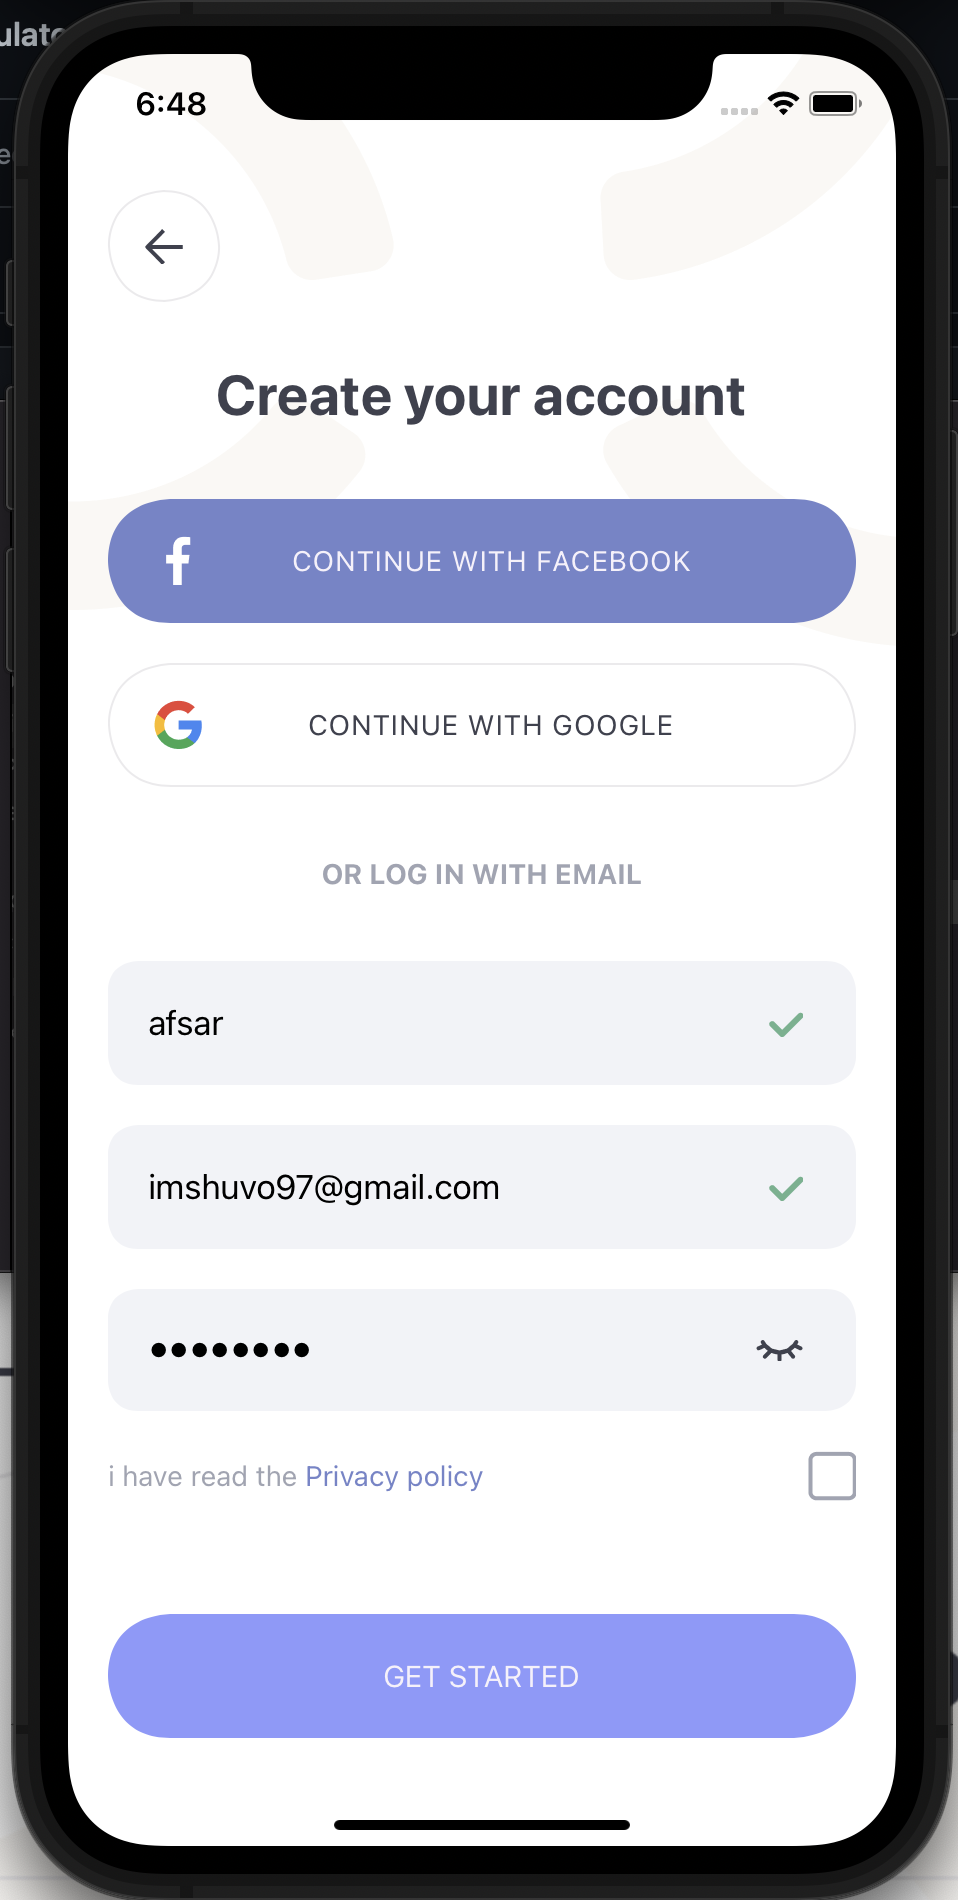 6:48
Create your account
CONTINUE WITH FACEBOOK
CONTINUE WITH GOOGLE
OR LOG IN WITH EMAIL
afsar
imshuvo97@gmail.com
i have read the Privacy policy
GET STARTED